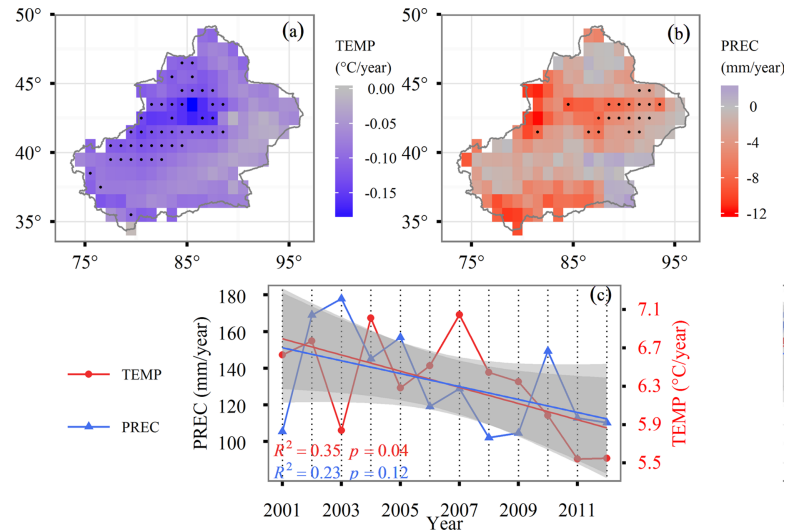 50°
45°
40°
35°
75° 85° 95°
(a)
TEMP
(°C/year)
0.00
-0.05
-0.10
-0.15
50°
45°
40°
35°
75° 85° 95°
(b)
PREC
(mm/year)
0
-4
-8
-12
(c)
180
160
140
120
100
PREC (mm/year)
7.1
6.7
6.3
5.9
5.5
TEMP (°C/year)
TEMP
PREC
R² = 0.35 p = 0.04
R² = 0.23 p = 0.12
2001 2003 2005 2007 2009 2011
Year